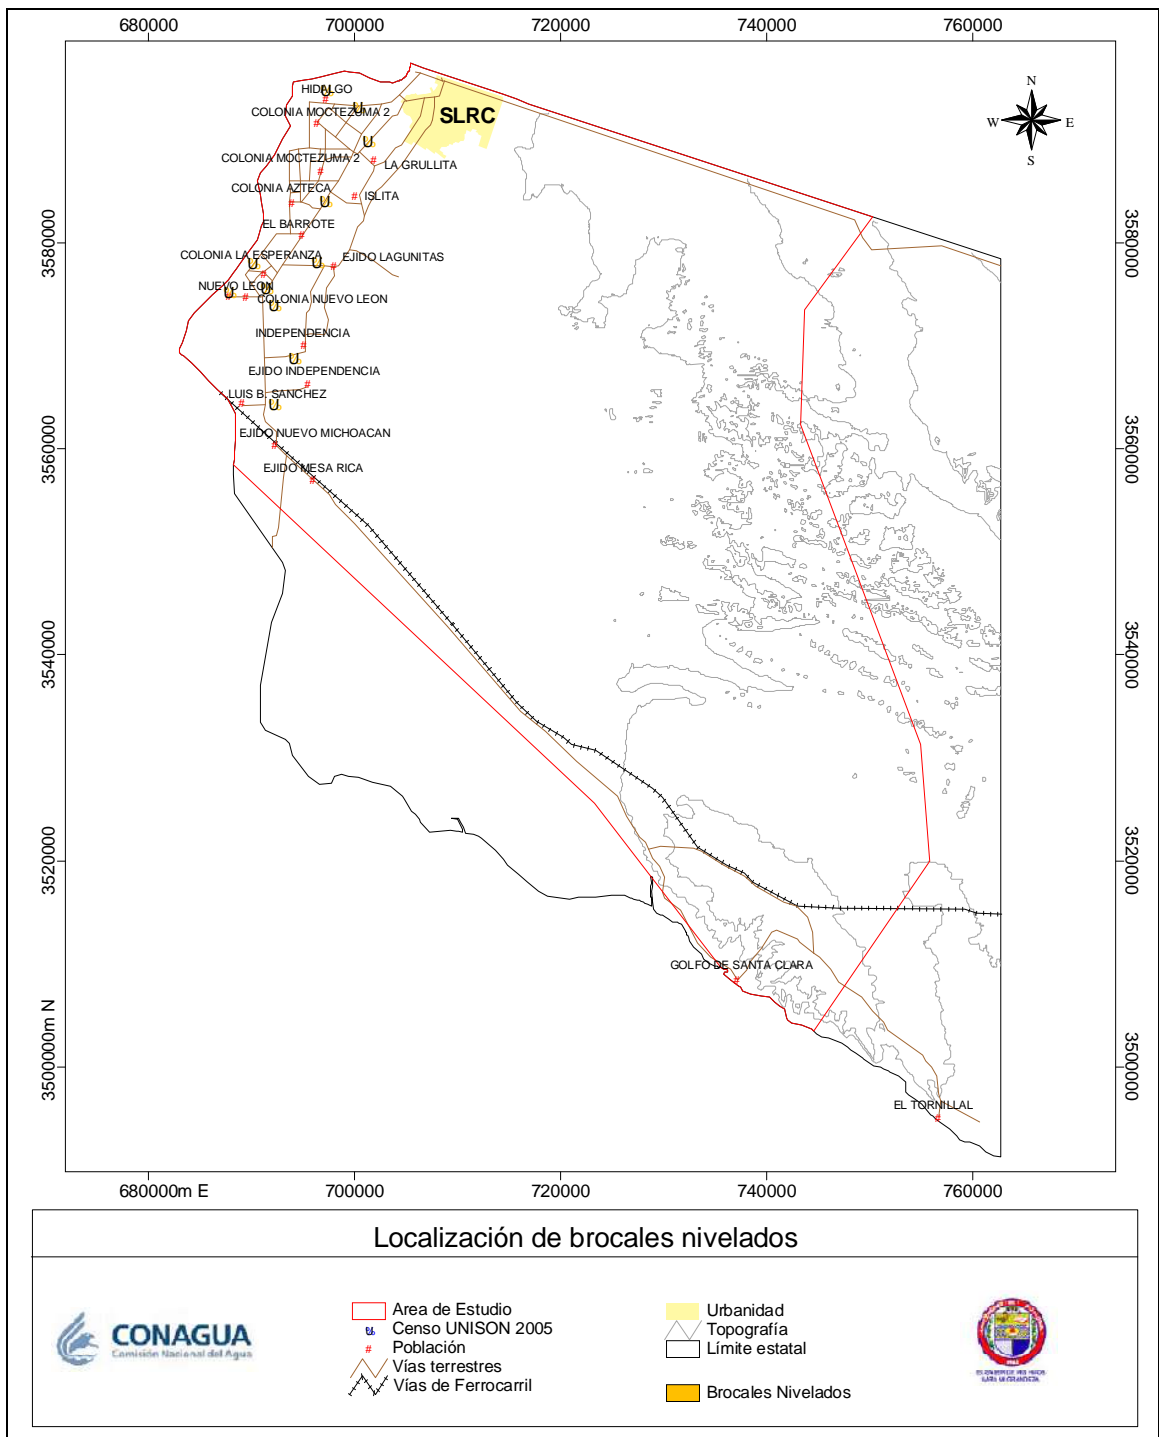 680000 700000 720000 740000 760000
N
W E
S
HIDALGO
COLONIA MOCTEZUMA 2
SLRC
COLONIA MOCTEZUMA 2
LA GRULLITA
COLONIA AZTECA
ISLITA
EL BARROTE
3580000 3580000
COLONIA LA ESPERANZA
EJIDO LAGUNITAS
NUEVO LEON
COLONIA NUEVO LEON
INDEPENDENCIA
EJIDO INDEPENDENCIA
LUIS B. SANCHEZ
EJIDO NUEVO MICHOACAN
3560000 3560000
EJIDO MESA RICA
3540000 3540000
3520000 3520000
GOLFO DE SANTA CLARA
3500000m N 3500000
EL TORNILLAL
680000m E 700000 720000 740000 760000
Localización de brocales nivelados
CONAGUA
Comisión Nacional del Agua
Area de Estudio
Censo UNISON 2005
Población
Vías terrestres
Vías de Ferrocarril
Urbanidad
Topografía
Límite estatal
Brocales Nivelados